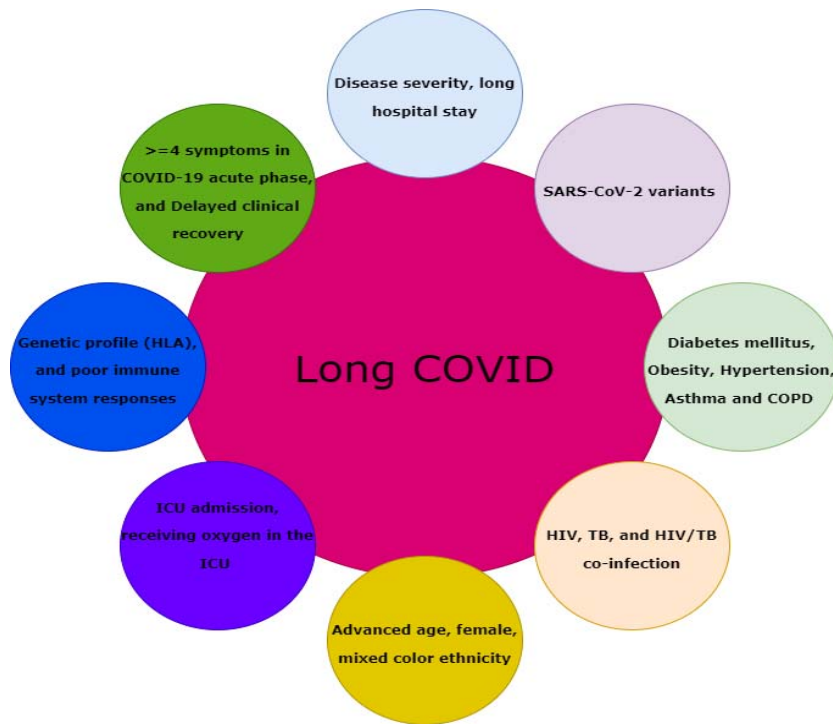 Disease severity, long
hospital stay
>=4 symptoms in
COVID-19 acute phase,
and Delayed clinical
recovery
SARS-CoV-2 variants
Genetic profile (HLA),
and poor immune
system responses
Long COVID
Diabetes mellitus,
Obesity, Hypertension,
Asthma and COPD
ICU admission,
receiving oxygen in the
ICU
HIV, TB, and HIV/TB
co-infection
Advanced age, female,
mixed color ethnicity